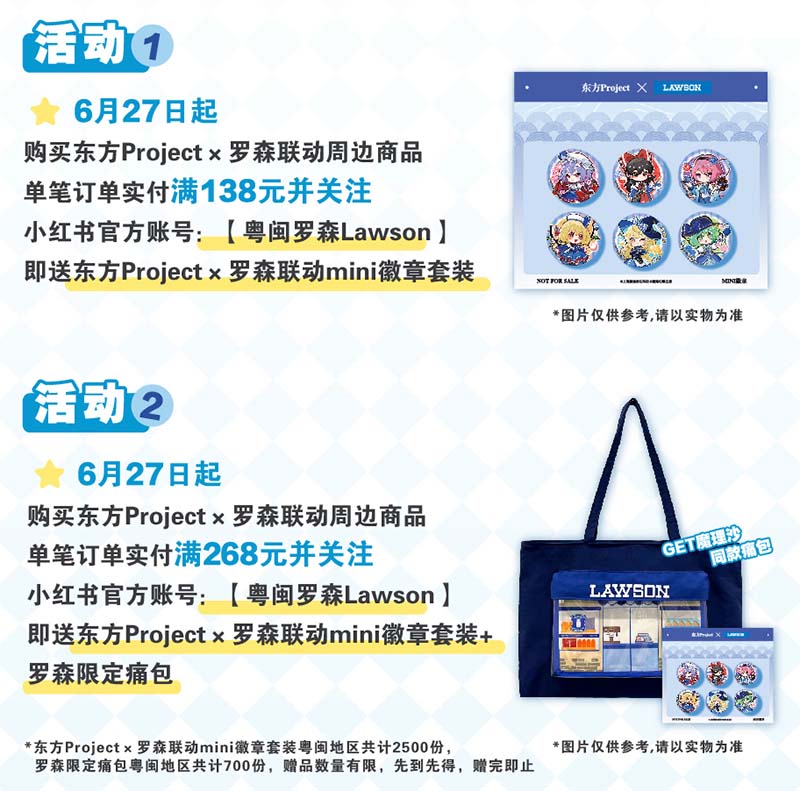 活动1
6月27日起
购买东方Project×罗森联动周边商品
单笔订单实付满138元并关注
小红书官方账号：【粤闽罗森Lawson】
即送东方Project×罗森联动mini徽章套装
东方Project × LAWSON
NOT FOR SALE
MINI徽章
*图片仅供参考,请以实物为准
活动2
6月27日起
购买东方Project×罗森联动周边商品
单笔订单实付满268元并关注
小红书官方账号：【粤闽罗森Lawson】
即送东方Project×罗森联动mini徽章套装+
罗森限定痛包
GET魔理沙
同款痛包
LAWSON
东方Project × LAWSON
*图片仅供参考,请以实物为准
*东方Project×罗森联动mini徽章套装粤闽地区共计2500份，
罗森限定痛包粤闽地区共计700份，赠品数量有限，先到先得，赠完即止